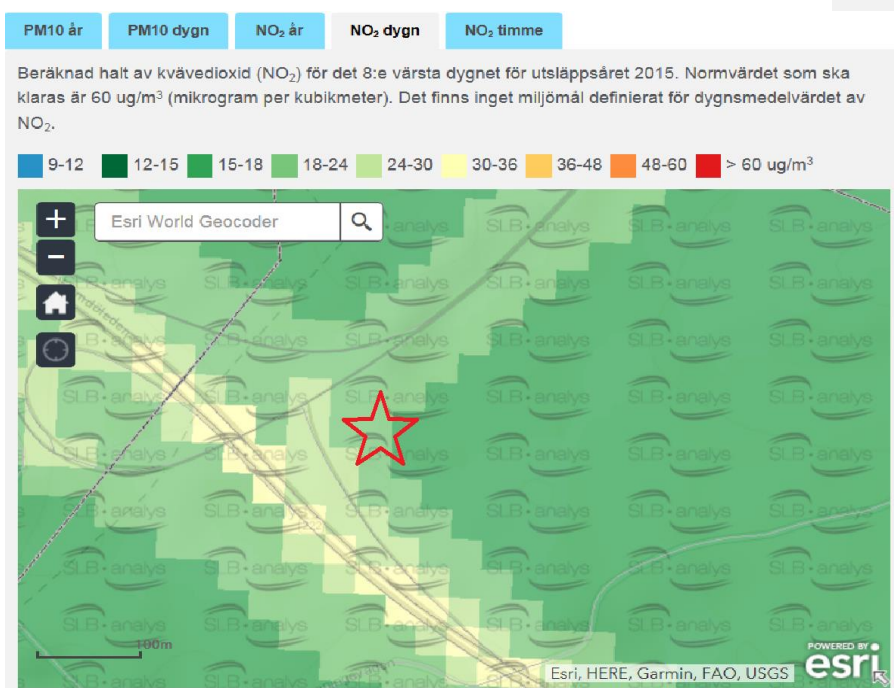 PM10 år
PM10 dygn
NO₂ år
NO₂ dygn
NO₂ timme
Beräknad halt av kvävedioxid (NO₂) för det 8:e värsta dygnet för utsläppsåret 2015. Normvärdet som ska
klaras är 60 ug/m³ (mikrogram per kubikmeter). Det finns inget miljömål definierat för dygnsmedelvärdet av
NO₂.
9-12 12-15 15-18 18-24 24-30 30-36 36-48 48-60 > 60 ug/m³
+
Esri World Geocoder
−
SLB·analys
222
100m
POWERED BY
esri
Esri, HERE, Garmin, FAO, USGS